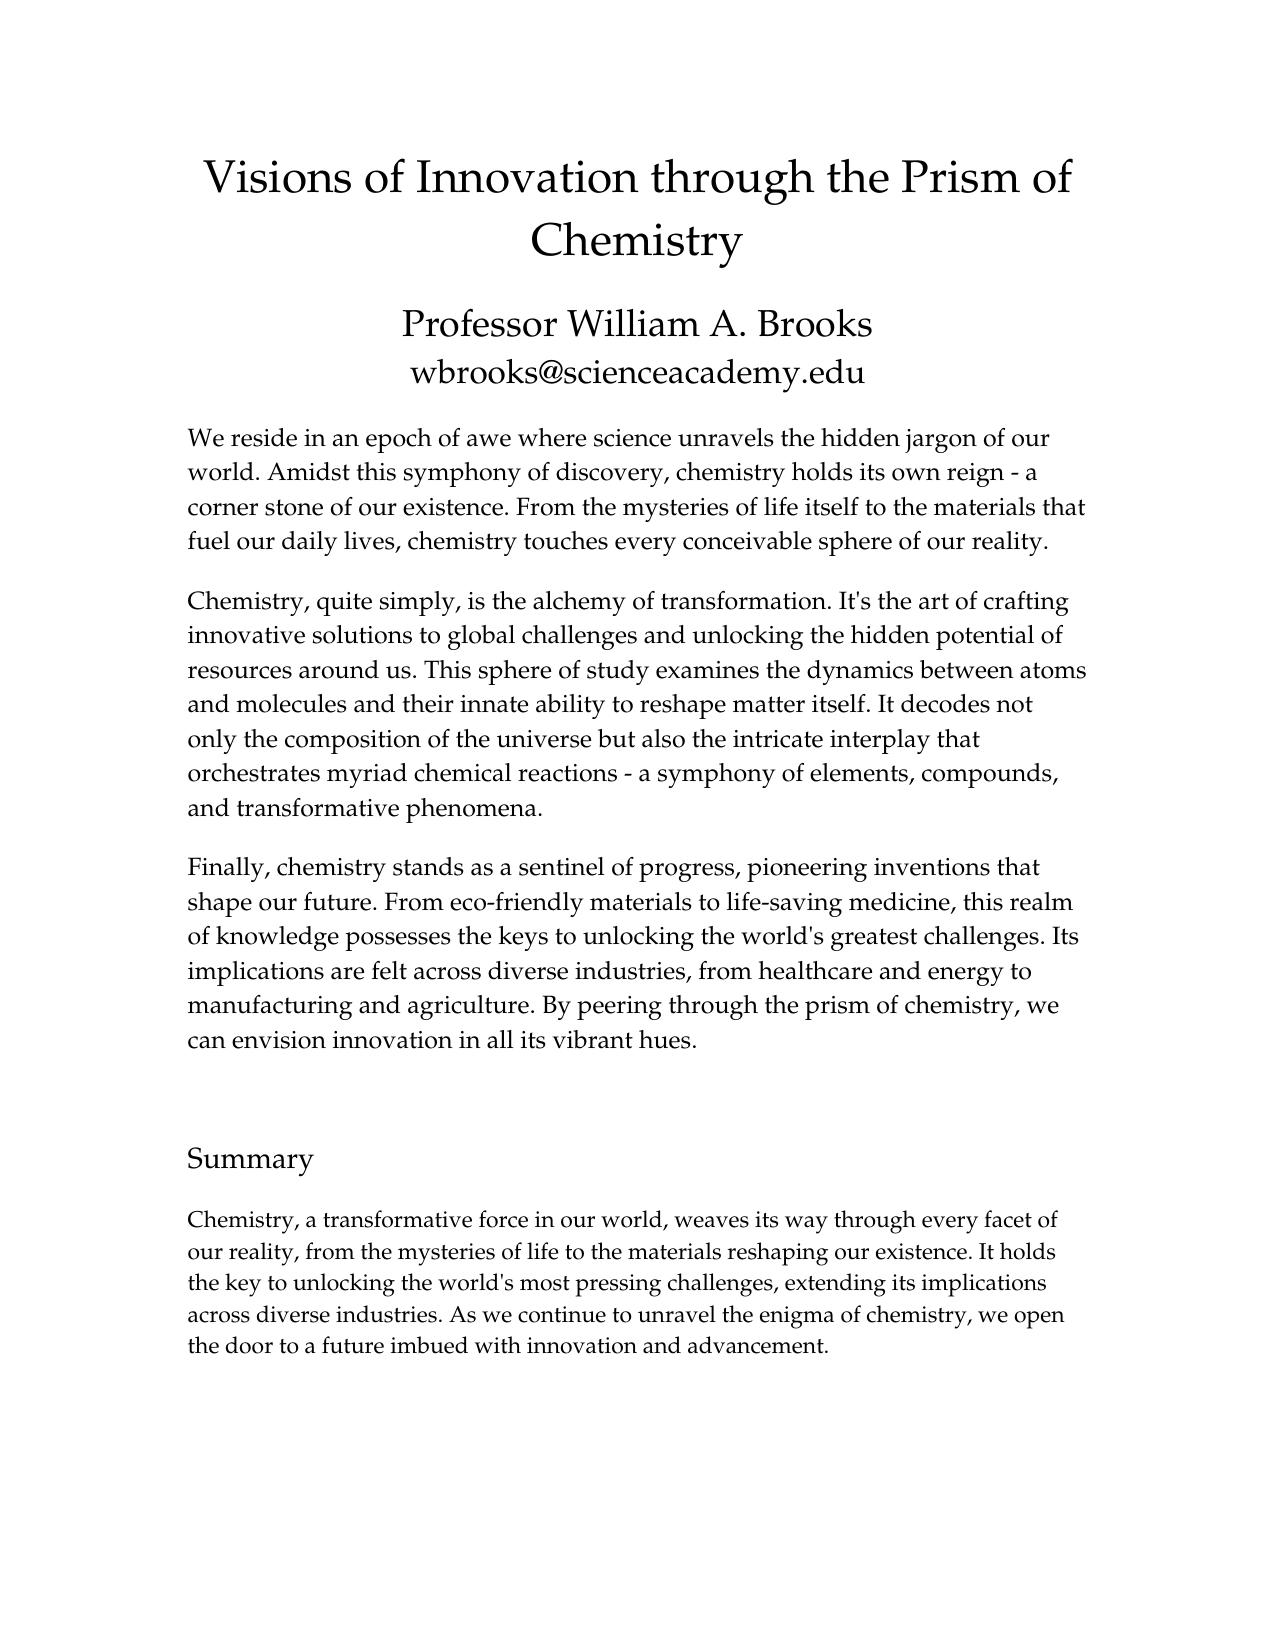 Visions of Innovation through the Prism of
Chemistry
Professor William A. Brooks
wbrooks@scienceacademy.edu
We reside in an epoch of awe where science unravels the hidden jargon of our
world. Amidst this symphony of discovery, chemistry holds its own reign - a
corner stone of our existence. From the mysteries of life itself to the materials that
fuel our daily lives, chemistry touches every conceivable sphere of our reality.
Chemistry, quite simply, is the alchemy of transformation. It's the art of crafting
innovative solutions to global challenges and unlocking the hidden potential of
resources around us. This sphere of study examines the dynamics between atoms
and molecules and their innate ability to reshape matter itself. It decodes not
only the composition of the universe but also the intricate interplay that
orchestrates myriad chemical reactions - a symphony of elements, compounds,
and transformative phenomena.
Finally, chemistry stands as a sentinel of progress, pioneering inventions that
shape our future. From eco-friendly materials to life-saving medicine, this realm
of knowledge possesses the keys to unlocking the world's greatest challenges. Its
implications are felt across diverse industries, from healthcare and energy to
manufacturing and agriculture. By peering through the prism of chemistry, we
can envision innovation in all its vibrant hues.
Summary
Chemistry, a transformative force in our world, weaves its way through every facet of
our reality, from the mysteries of life to the materials reshaping our existence. It holds
the key to unlocking the world's most pressing challenges, extending its implications
across diverse industries. As we continue to unravel the enigma of chemistry, we open
the door to a future imbued with innovation and advancement.